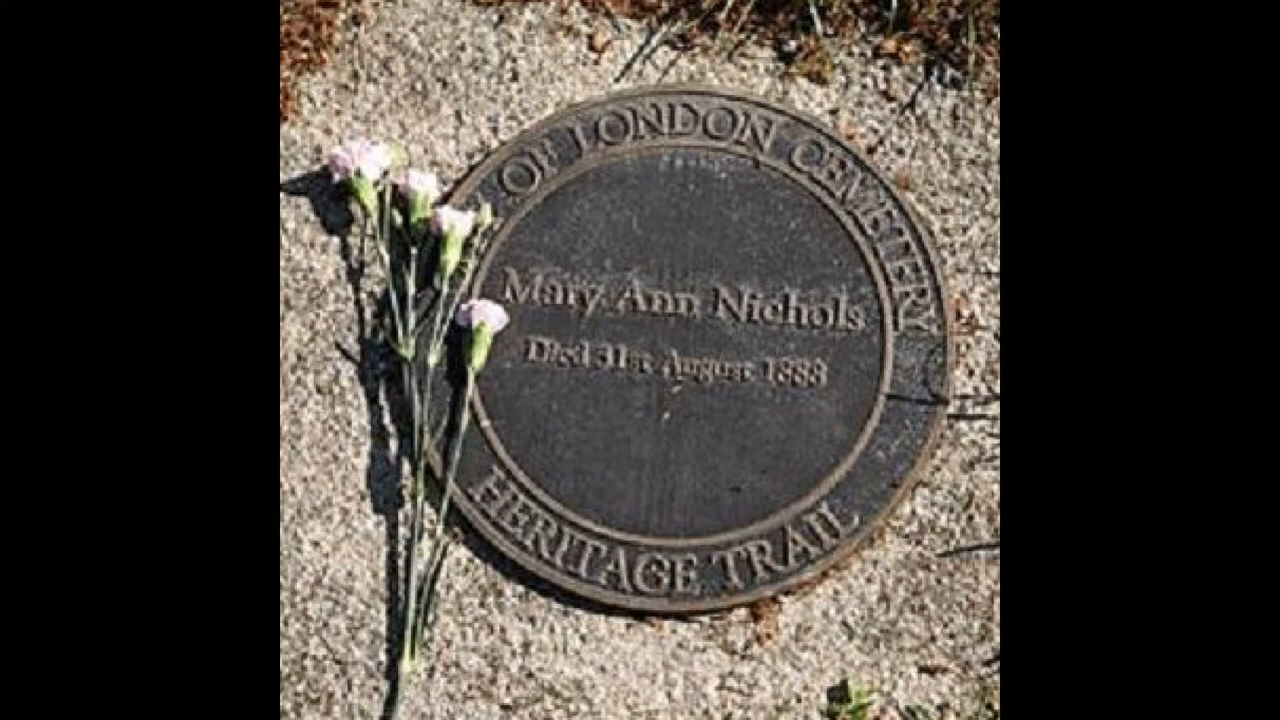 OF LONDON CEMETERY
Mary Ann Nichols
Died 31st August 1888
HERITAGE TRAIL